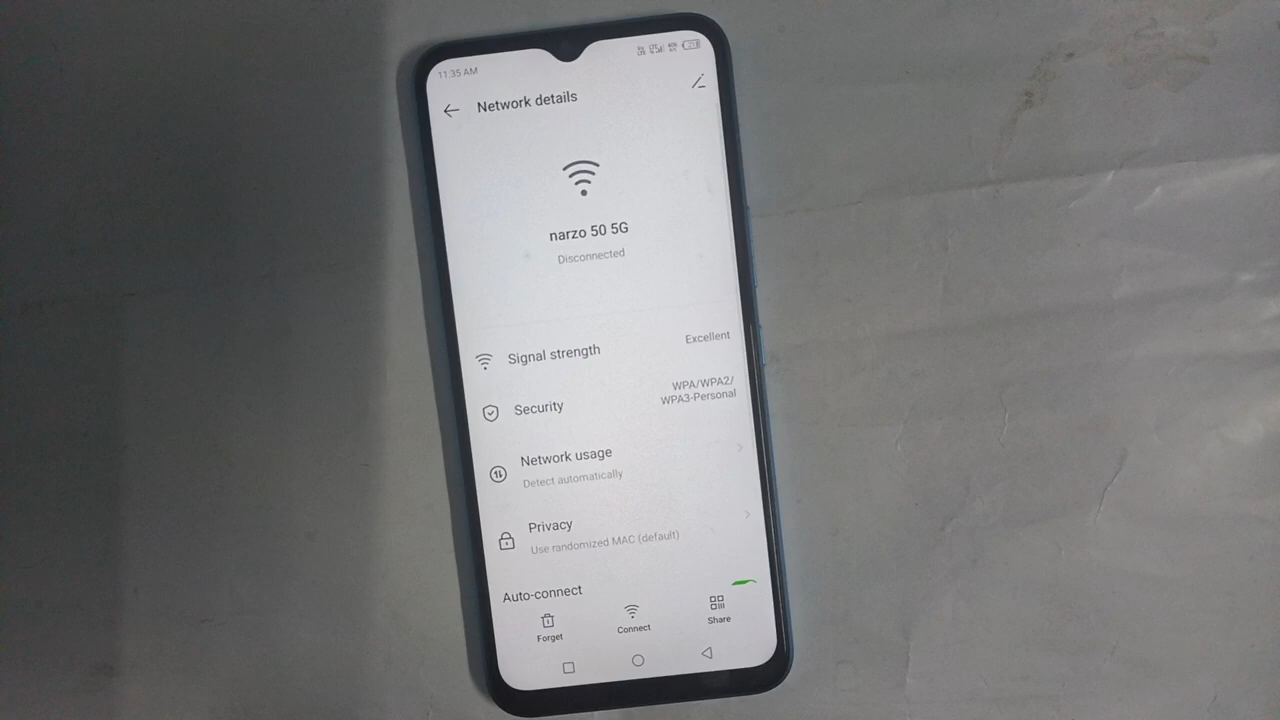 11:35 AM
Network details
narzo 50 5G
Disconnected
Signal strength
Excellent
Security
WPA/WPA2/
WPA3-Personal
Network usage
Detect automatically
Privacy
Use randomized MAC (default)
Auto-connect
Forget
Connect
Share